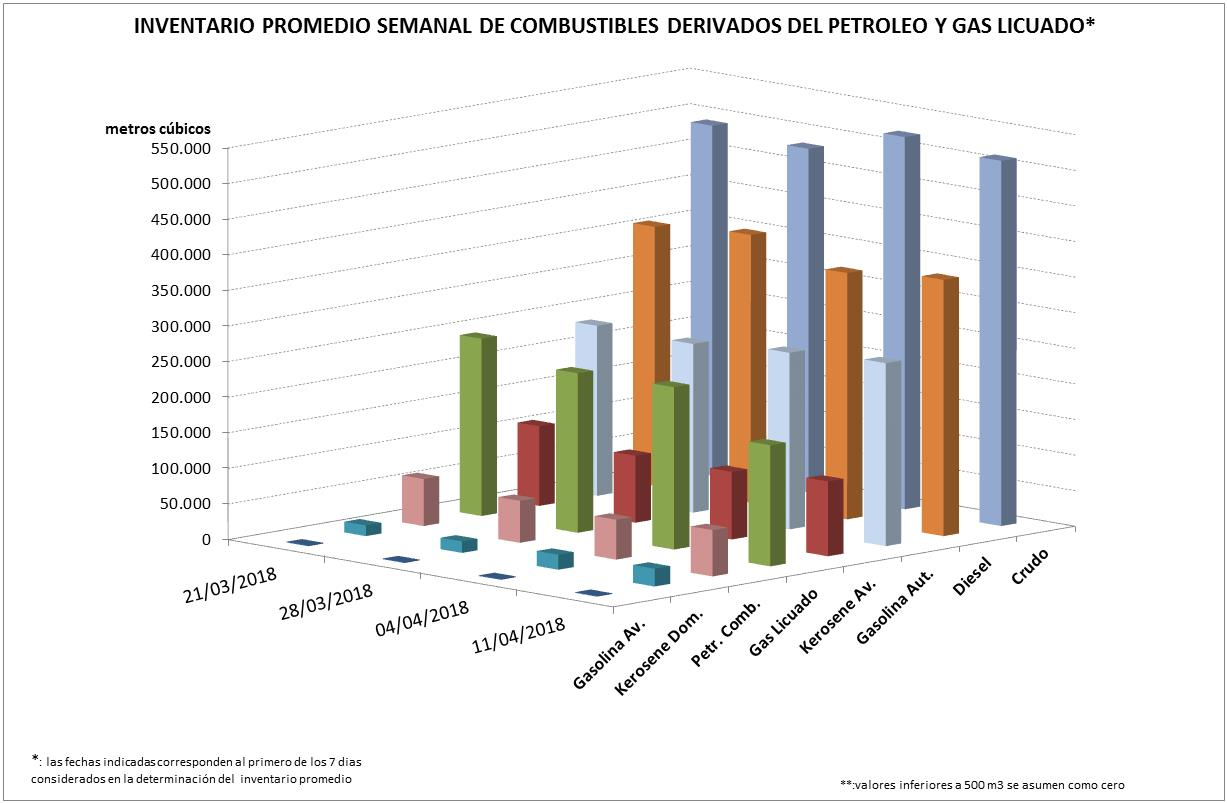 INVENTARIO PROMEDIO SEMANAL DE COMBUSTIBLES DERIVADOS DEL PETROLEO Y GAS LICUADO*
metros cúbicos
550.000
500.000
450.000
400.000
350.000
300.000
250.000
200.000
150.000
100.000
50.000
0
21/03/2018
28/03/2018
04/04/2018
11/04/2018
Gasolina Av.
Kerosene Dom.
Petr. Comb.
Gas Licuado
Kerosene Av.
Gasolina Aut.
Diesel
Crudo
*: las fechas indicadas corresponden al primero de los 7 dias
considerados en la determinación del inventario promedio
**:valores inferiores a 500 m3 se asumen como cero